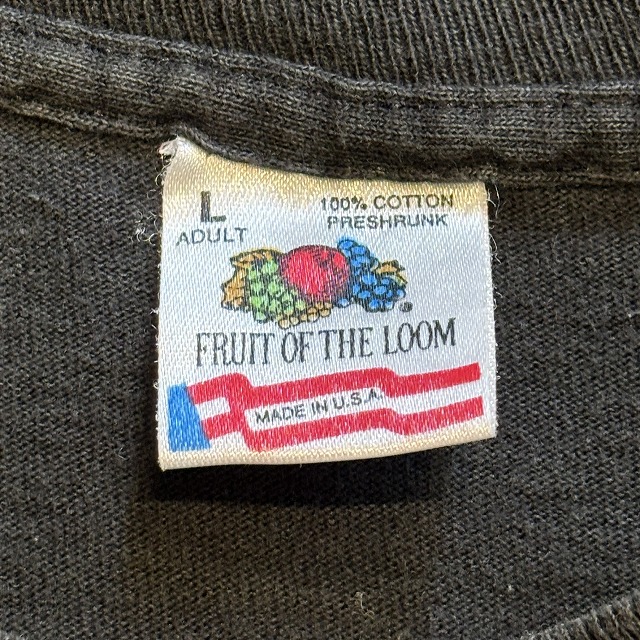 L
ADULT
100% COTTON
PRESHRUNK
®
FRUIT OF THE LOOM
MADE IN U.S.A.